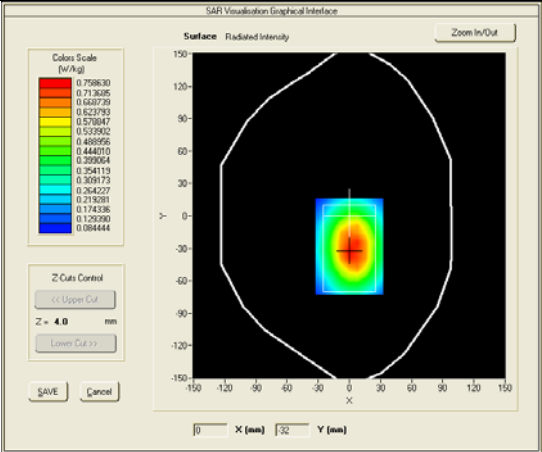 SAR Visualisation Graphical Interface
Surface Radiated Intensity
Zoom In/Out
Colors Scale
(W/kg)
0.758630
0.713685
0.668739
0.623793
0.578847
0.533902
0.488956
0.444010
0.399064
0.354119
0.309173
0.264227
0.219281
0.174336
0.129390
0.084444
Z-Cuts Control
<< Upper Cut
Z = 4.0 mm
Lower Cut >>
SAVE Cancel
150-
120-
90-
60-
30-
0-
-30-
-60-
-90-
-120-
-150-
Y
-150 -120 -90 -60 -30 0 30 60 90 120 150
X
0 X (mm) -32 Y (mm)